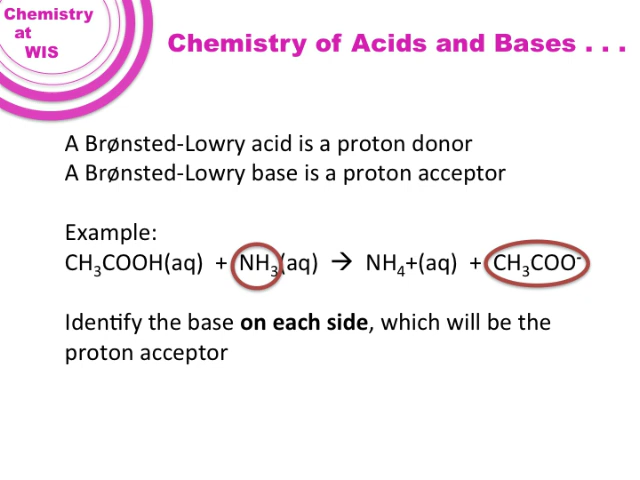 Chemistry
at
WIS
Chemistry of Acids and Bases . . .
A Brønsted-Lowry acid is a proton donor
A Brønsted-Lowry base is a proton acceptor
Example:
CH₃COOH(aq) + NH₃(aq) → NH₄+(aq) + CH₃COO⁻
Identify the base on each side, which will be the
proton acceptor